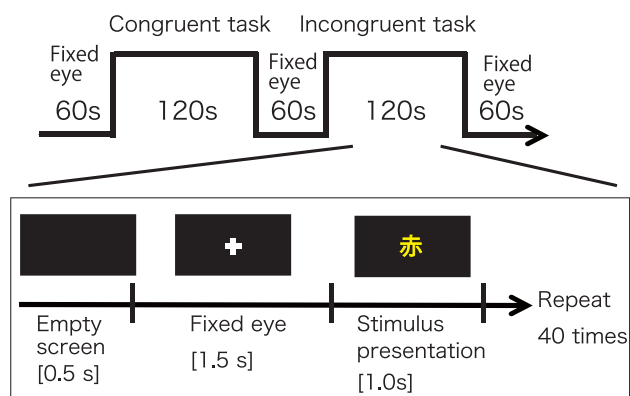 Congruent task
Incongruent task
Fixed
eye
60s
120s
Fixed
eye
60s
120s
Fixed
eye
60s
赤
Empty
screen
[0.5 s]
Fixed eye
[1.5 s]
Stimulus
presentation
[1.0s]
Repeat
40 times